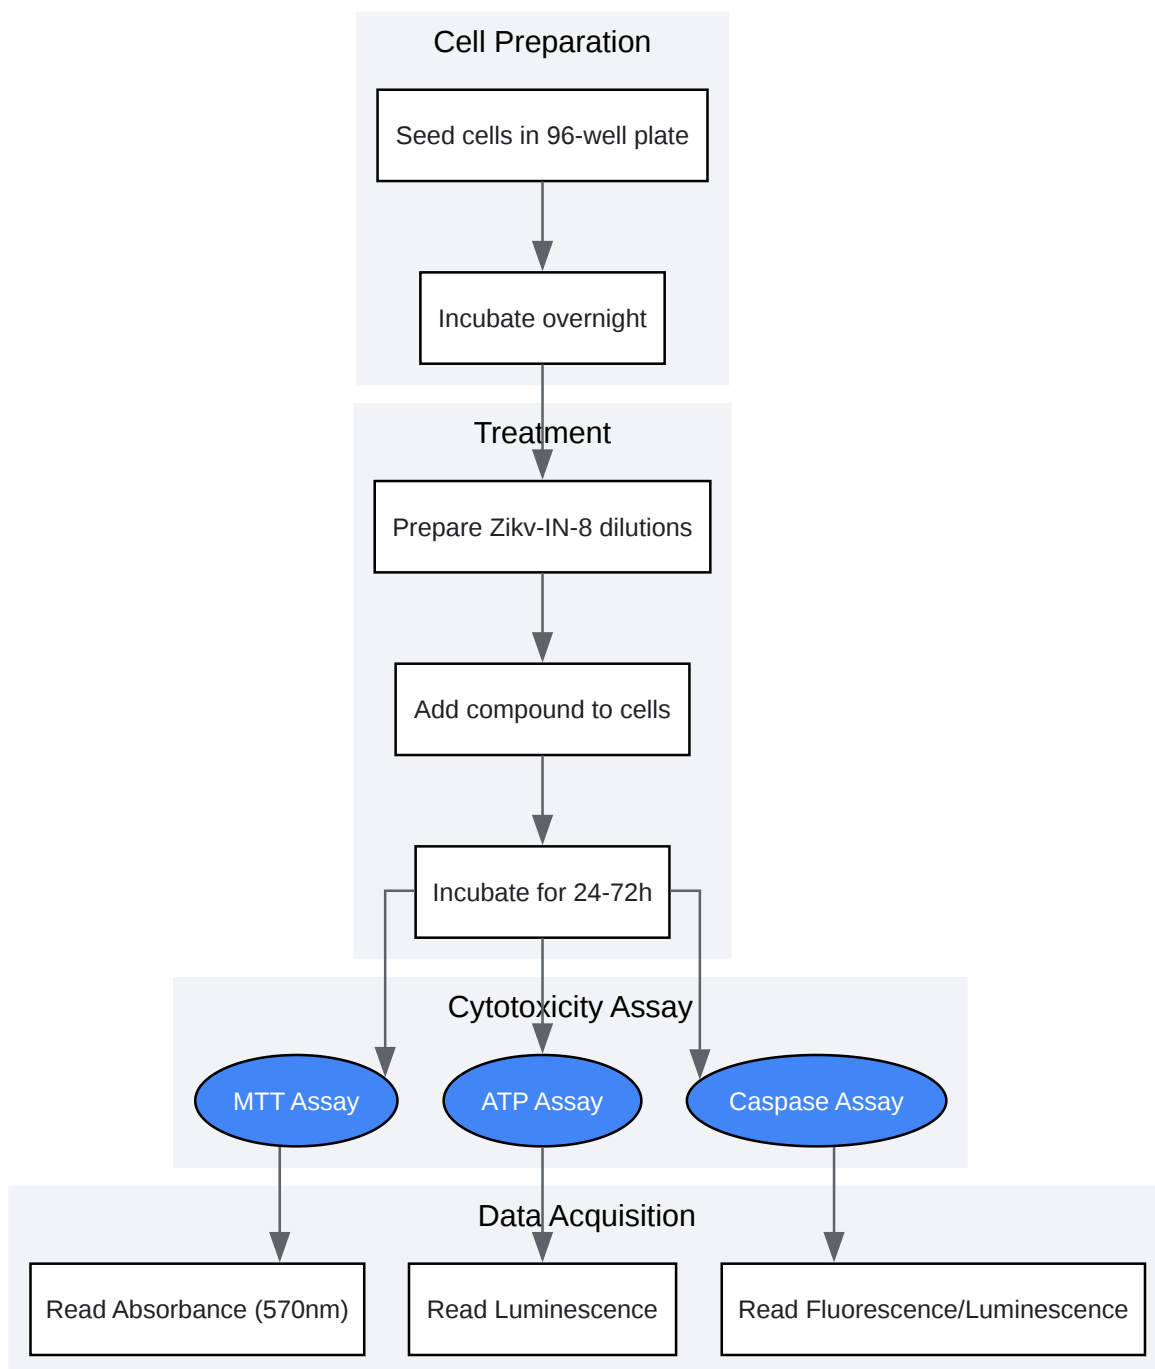 Cell Preparation
Seed cells in 96-well plate
Incubate overnight
Treatment
Prepare Zikv-IN-8 dilutions
Add compound to cells
Incubate for 24-72h
Cytotoxicity Assay
MTT Assay
ATP Assay
Caspase Assay
Data Acquisition
Read Absorbance (570nm)
Read Luminescence
Read Fluorescence/Luminescence